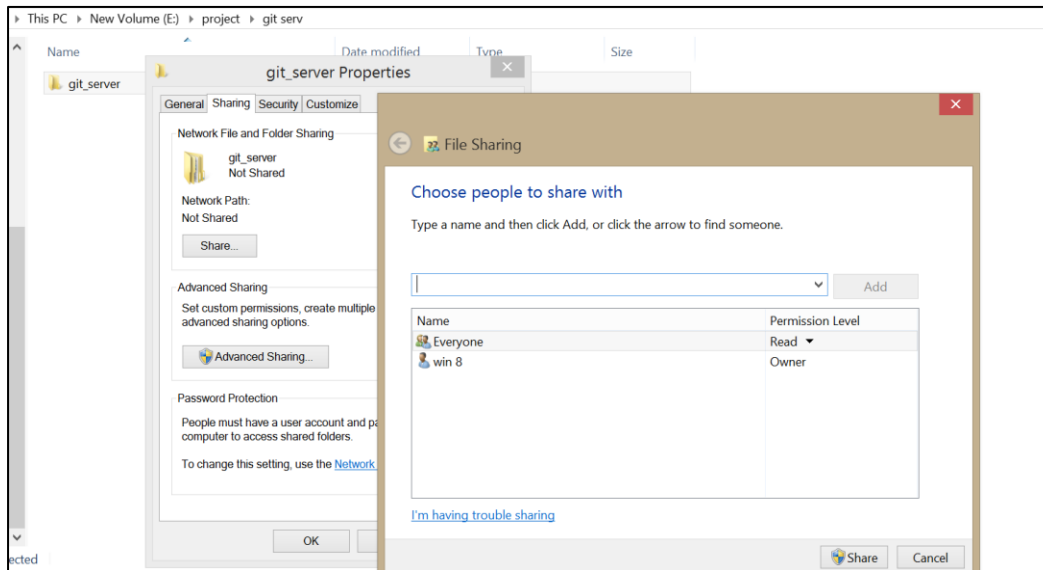 This PC New Volume (E:) project git serv
Name Date modified Type Size
git_server
git_server Properties
General Sharing Security Customize
Network File and Folder Sharing
git_server
Not Shared
Network Path:
Not Shared
Share...
Advanced Sharing
Set custom permissions, create multiple
advanced sharing options.
Advanced Sharing...
Password Protection
People must have a user account and pa
computer to access shared folders.
To change this setting, use the Network
OK
ected
File Sharing
Choose people to share with
Type a name and then click Add, or click the arrow to find someone.
Add
Name Permission Level
Everyone Read
win 8 Owner
I'm having trouble sharing
Share Cancel